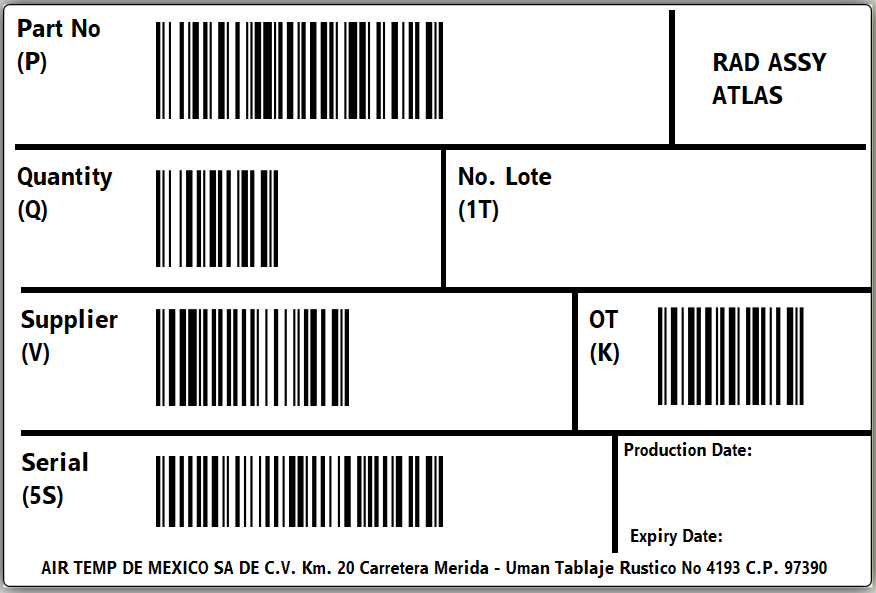 Part No
(P)
RAD ASSY
ATLAS
Quantity
(Q)
No. Lote
(1T)
Supplier
(V)
OT
(K)
Serial
(5S)
Production Date:
Expiry Date:
AIR TEMP DE MEXICO SA DE C.V. Km. 20 Carretera Merida - Uman Tablaje Rustico No 4193 C.P. 97390